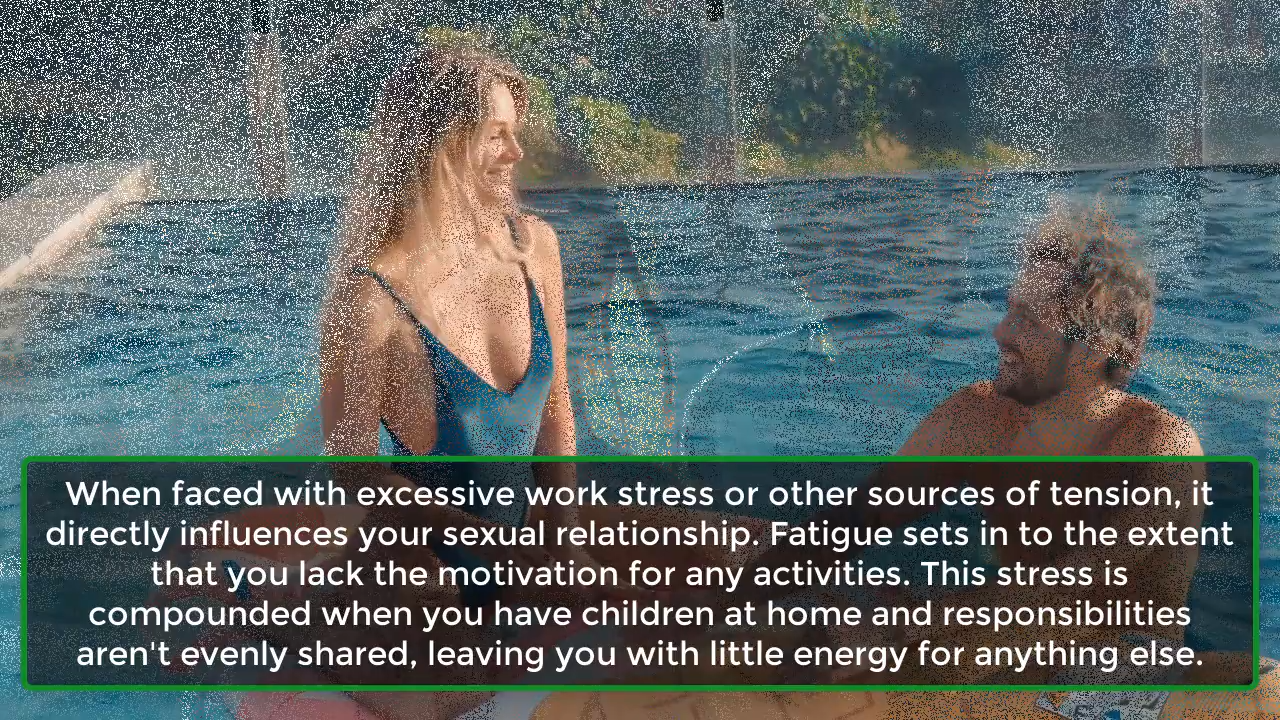 When faced with excessive work stress or other sources of tension, it
directly influences your sexual relationship. Fatigue sets in to the extent
that you lack the motivation for any activities. This stress is
compounded when you have children at home and responsibilities
aren't evenly shared, leaving you with little energy for anything else.